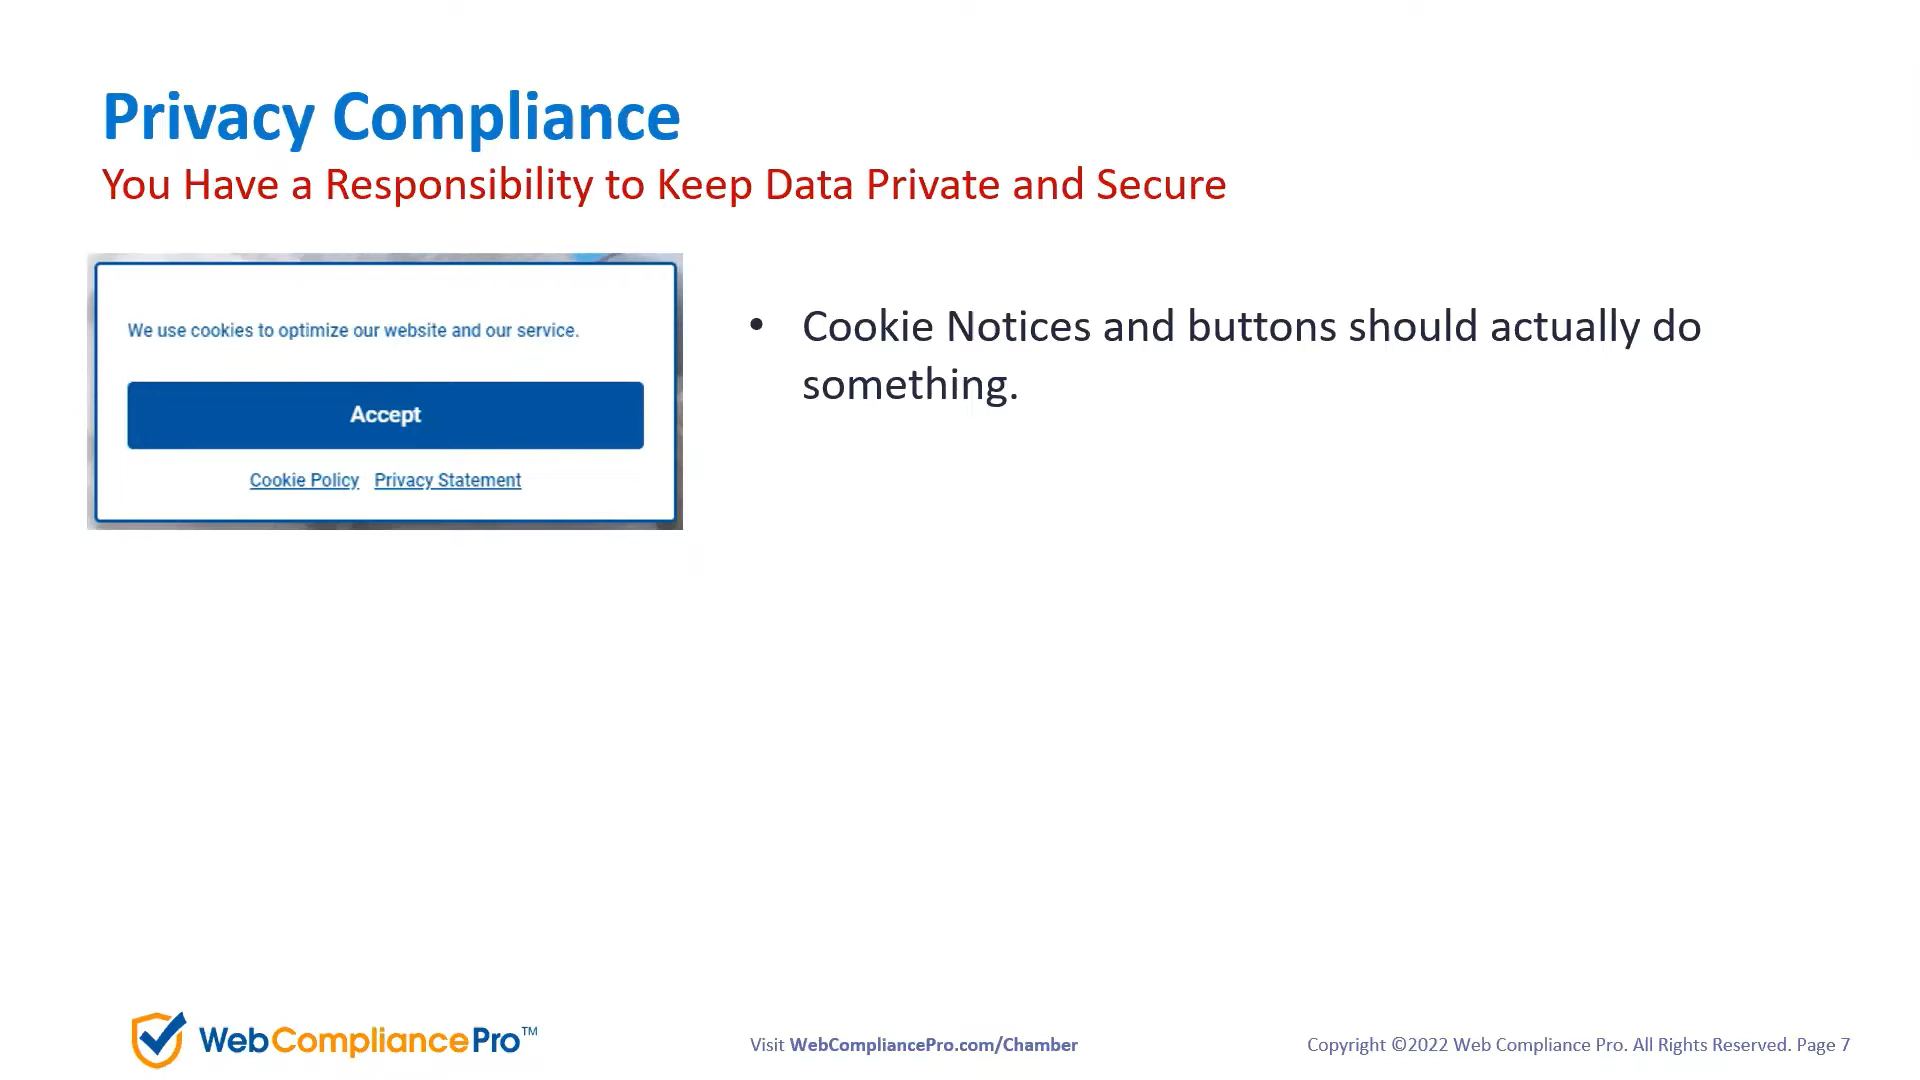 Privacy Compliance
You Have a Responsibility to Keep Data Private and Secure
We use cookies to optimize our website and our service.
Accept
Cookie Policy Privacy Statement
• Cookie Notices and buttons should actually do
something.
WebCompliancePro™
Visit WebCompliancePro.com/Chamber
Copyright ©2022 Web Compliance Pro. All Rights Reserved. Page 7